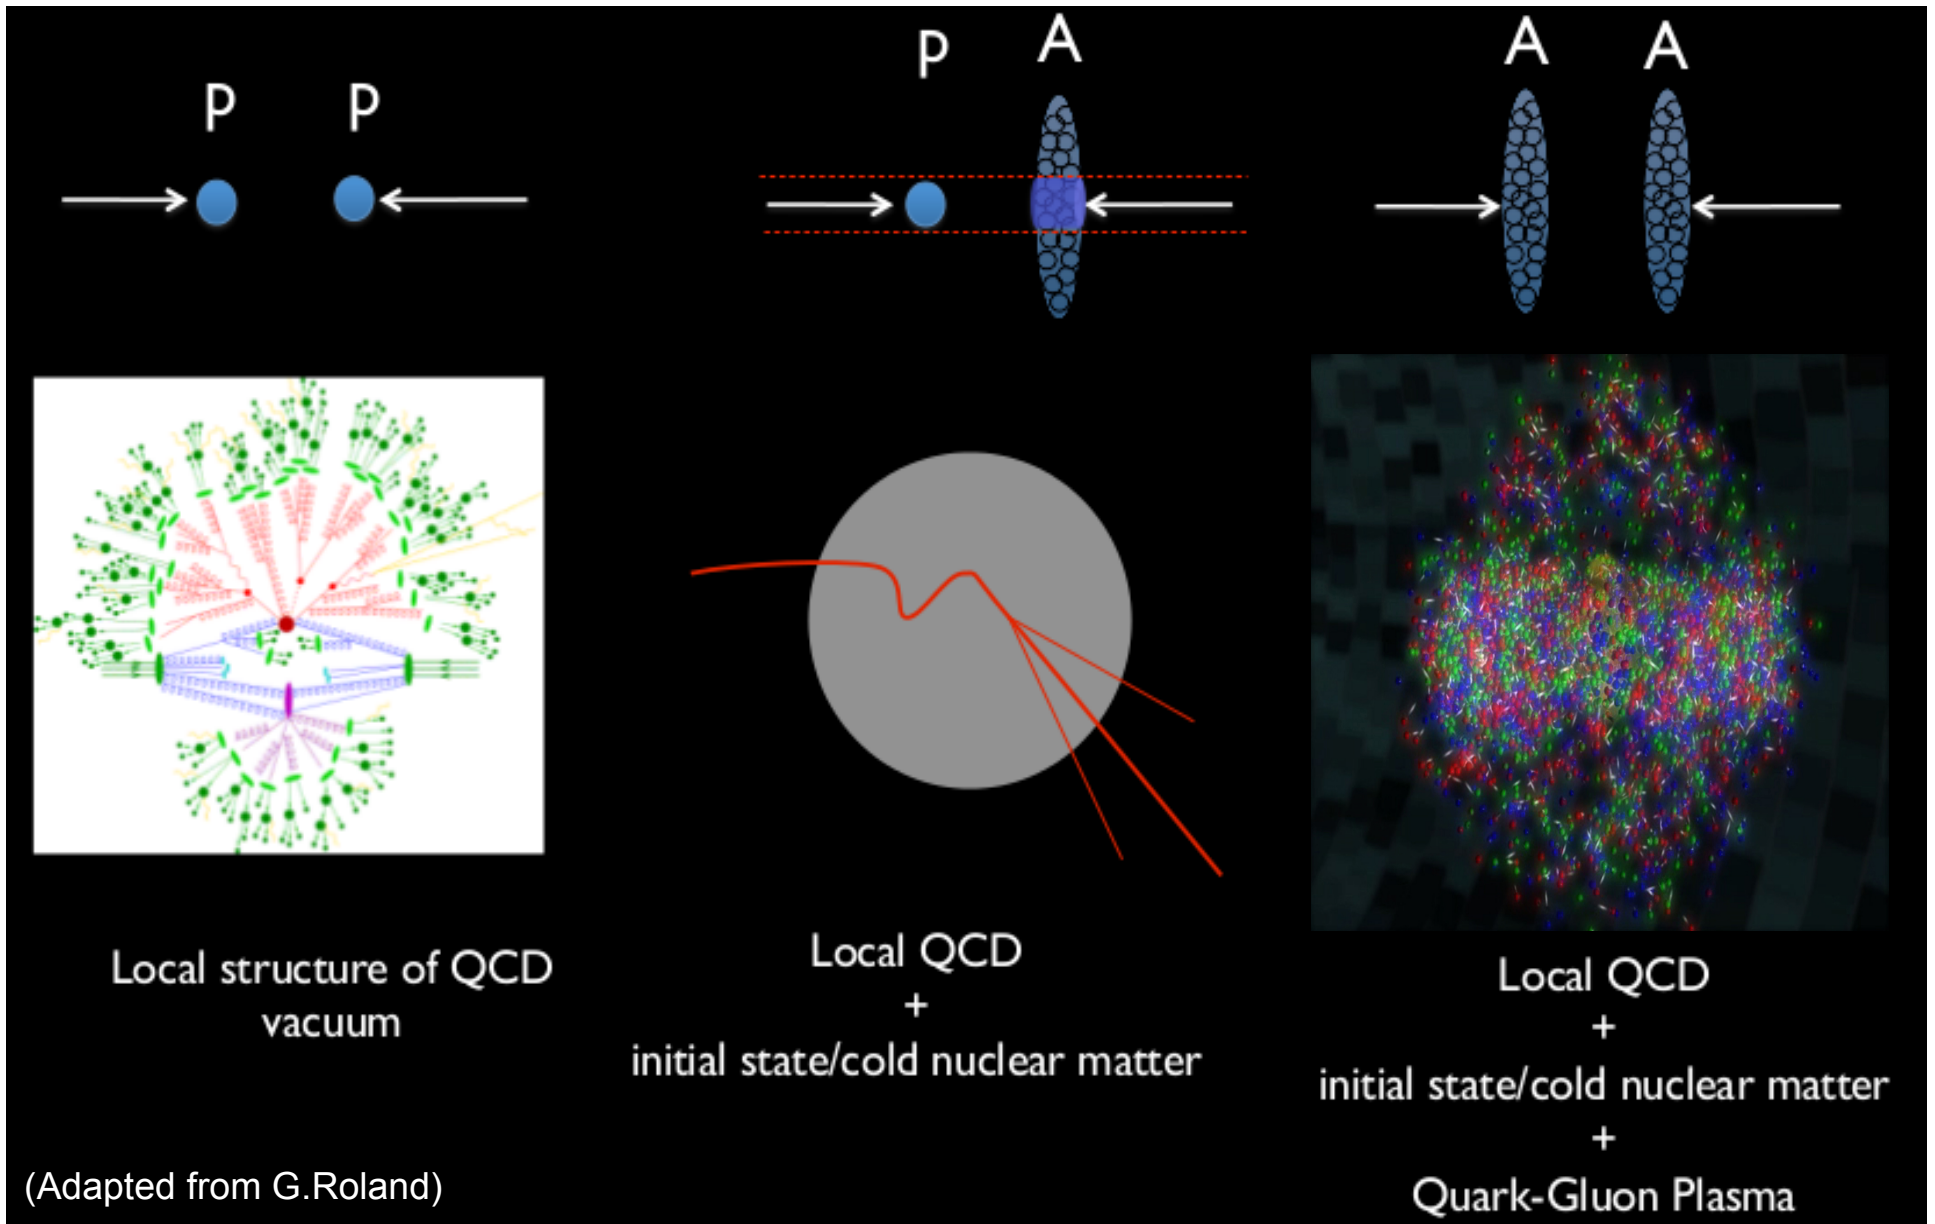 p p
Local structure of QCD
vacuum
p A
Local QCD
+
initial state/cold nuclear matter
A A
Local QCD
+
initial state/cold nuclear matter
+
Quark-Gluon Plasma
(Adapted from G.Roland)